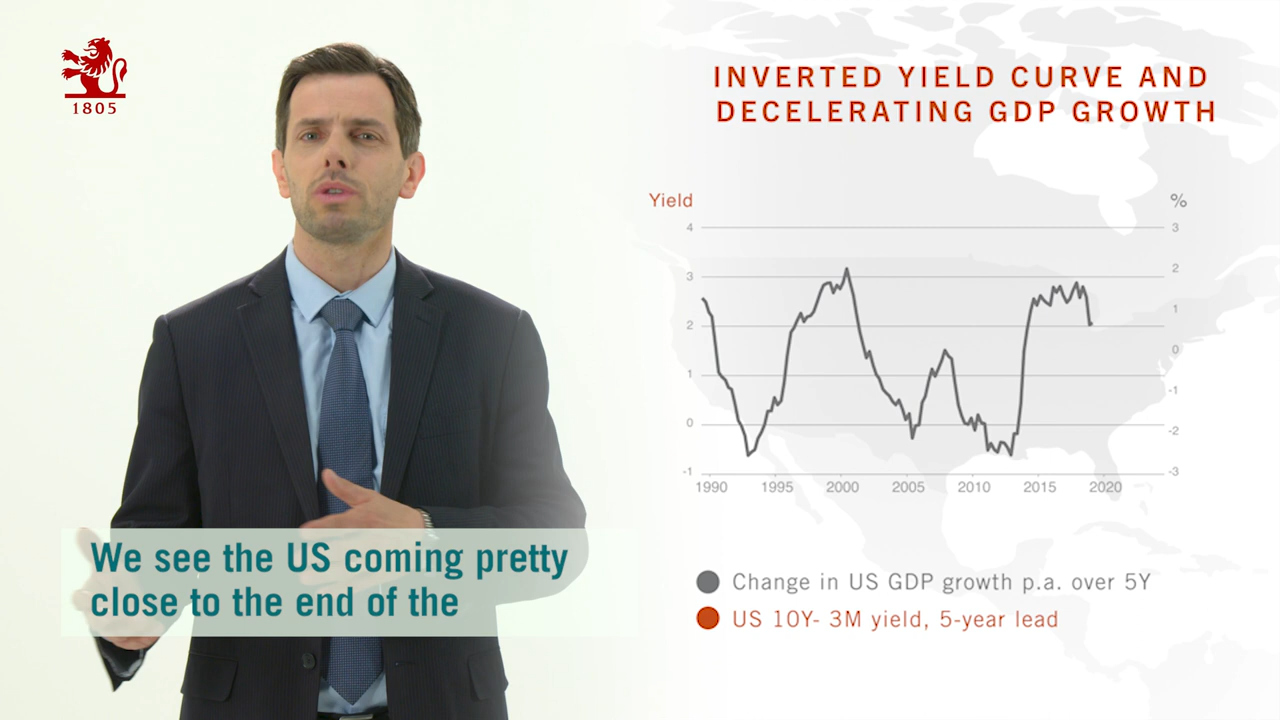 1805
INVERTED YIELD CURVE AND
DECELERATING GDP GROWTH
Yield
%
4
3
3
2
2
1
1
0
0
-1
-2
-1
-3
1990 1995 2000 2005 2010 2015 2020
Change in US GDP growth p.a. over 5Y
US 10Y- 3M yield, 5-year lead
We see the US coming pretty
close to the end of the